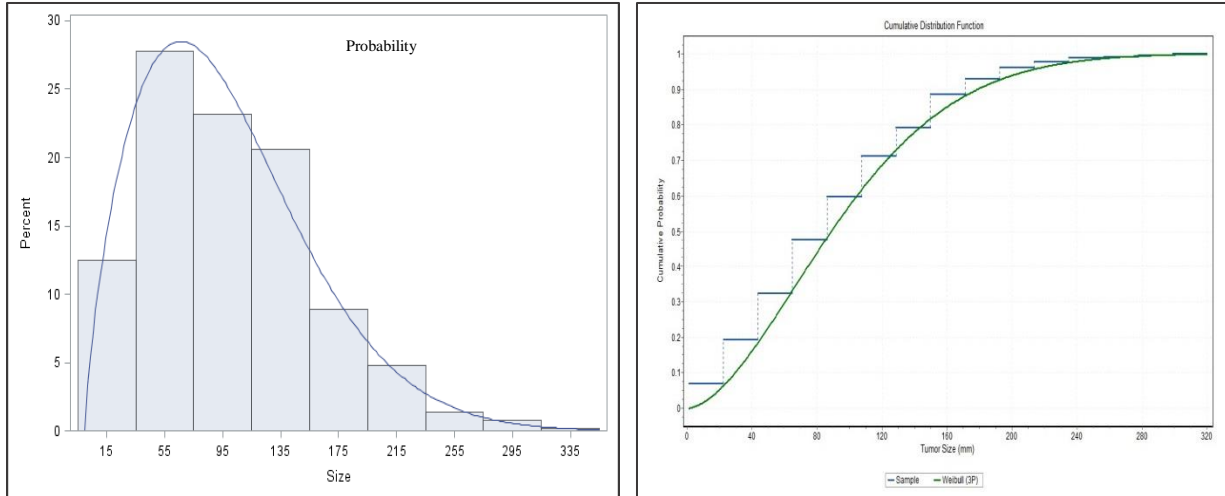 Probability
30
25
20
15
10
5
0
Percent
15 55 95 135 175 215 255 295 335
Size
Cumulative Distribution Function
1
0.9
0.8
0.7
0.6
0.5
0.4
0.3
0.2
0.1
0
Cumulative Probability
0 40 80 120 160 200 240 280 320
Tumor Size (mm)
Sample Weibull (3P)